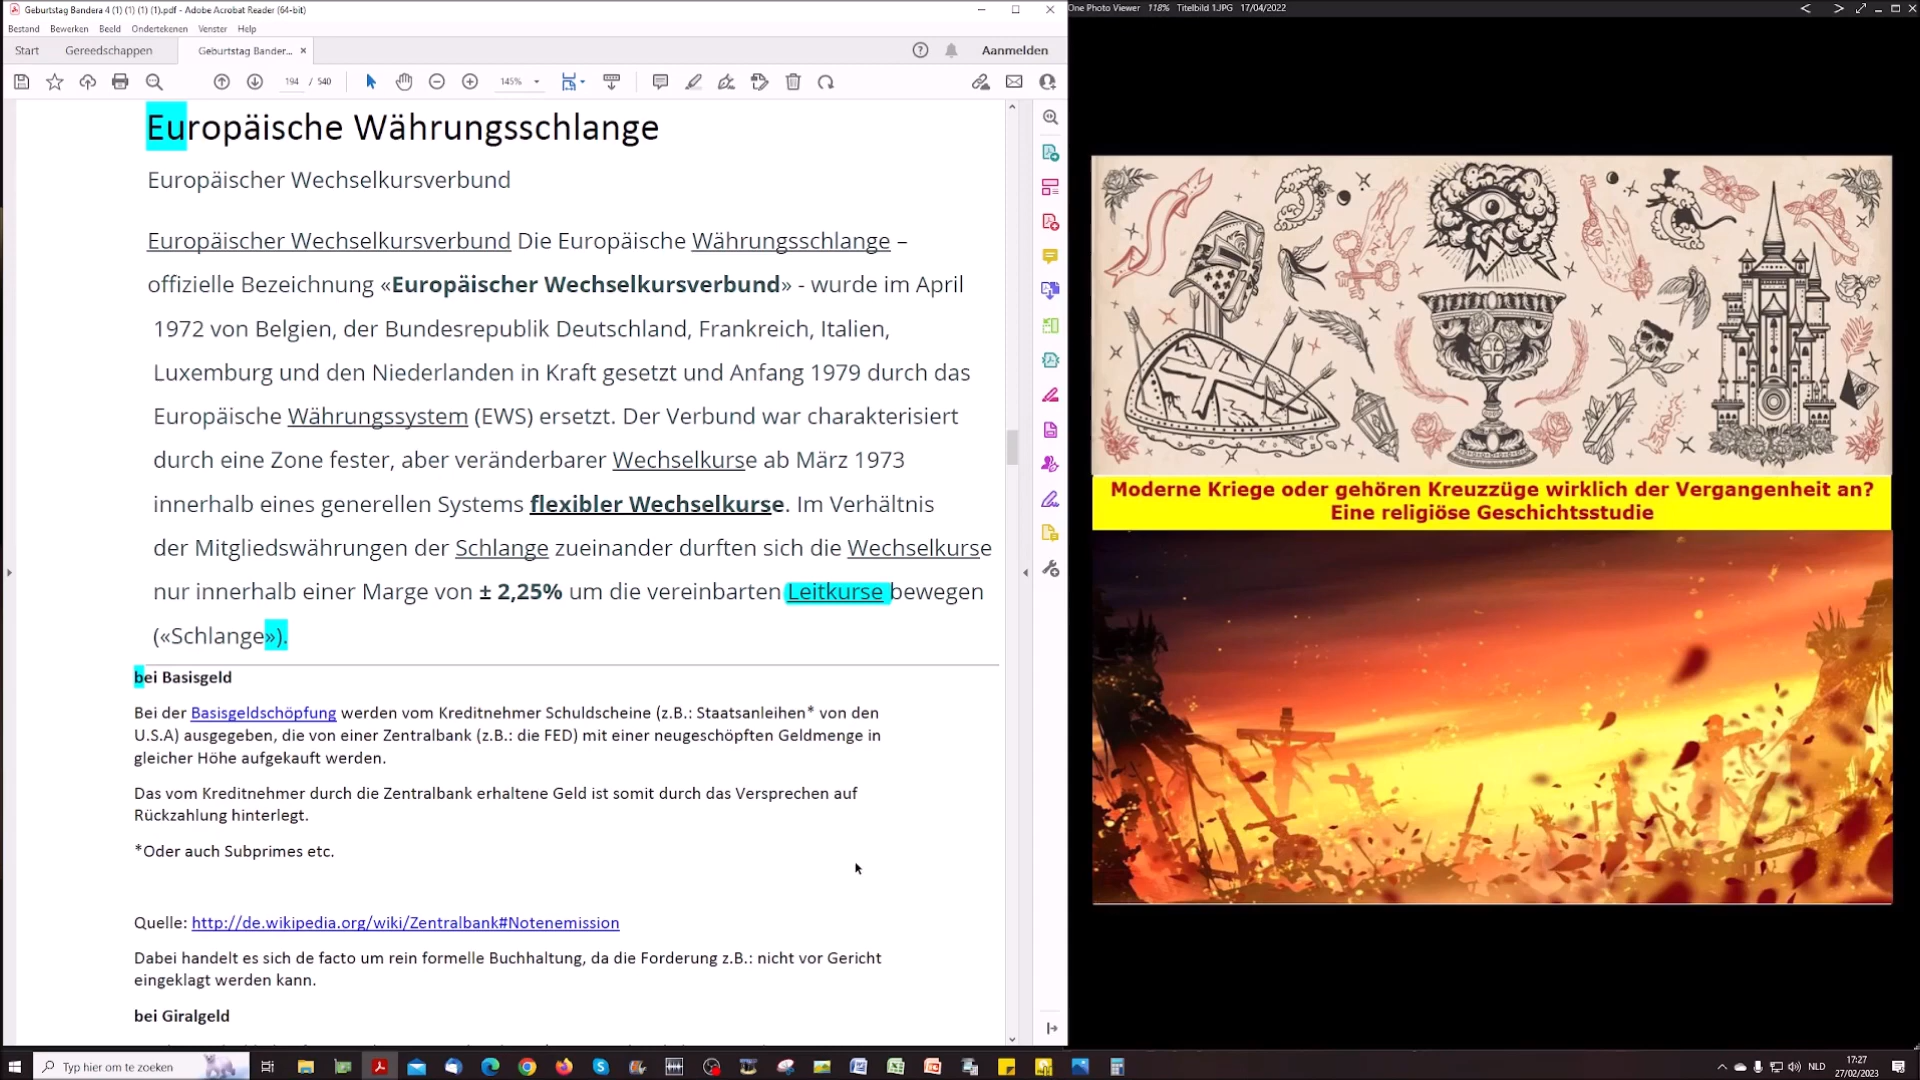 Geburtstag Bandera 4 (1) (1) (1) (1).pdf - Adobe Acrobat Reader (64-bit)
Bestand Bewerken Beeld Ondertekenen Venster Help
Start Gereedschappen Geburtstag Bander... × Aanmelden
194 / 540 145%
Europäische Währungsschlange
Europäischer Wechselkursverbund
Europäischer Wechselkursverbund Die Europäische Währungsschlange –
offizielle Bezeichnung «Europäischer Wechselkursverbund» - wurde im April
1972 von Belgien, der Bundesrepublik Deutschland, Frankreich, Italien,
Luxemburg und den Niederlanden in Kraft gesetzt und Anfang 1979 durch das
Europäische Währungssystem (EWS) ersetzt. Der Verbund war charakterisiert
durch eine Zone fester, aber veränderbarer Wechselkurse ab März 1973
innerhalb eines generellen Systems flexibler Wechselkurse. Im Verhältnis
der Mitgliedswährungen der Schlange zueinander durften sich die Wechselkurse
nur innerhalb einer Marge von ± 2,25% um die vereinbarten Leitkurse bewegen
(«Schlange»).
bei Basisgeld
Bei der Basisgeldschöpfung werden vom Kreditnehmer Schuldscheine (z.B.: Staatsanleihen* von den
U.S.A) ausgegeben, die von einer Zentralbank (z.B.: die FED) mit einer neugeschöpften Geldmenge in
gleicher Höhe aufgekauft werden.
Das vom Kreditnehmer durch die Zentralbank erhaltene Geld ist somit durch das Versprechen auf
Rückzahlung hinterlegt.
*Oder auch Subprimes etc.
Quelle: http://de.wikipedia.org/wiki/Zentralbank#Notenemission
Dabei handelt es sich de facto um rein formelle Buchhaltung, da die Forderung z.B.: nicht vor Gericht
eingeklagt werden kann.
bei Giralgeld
One Photo Viewer 118% Titelbild 1.JPG 17/04/2022
Moderne Kriege oder gehören Kreuzzüge wirklich der Vergangenheit an?
Eine religiöse Geschichtsstudie
Typ hier om te zoeken
NLD
17:27
27/02/2023